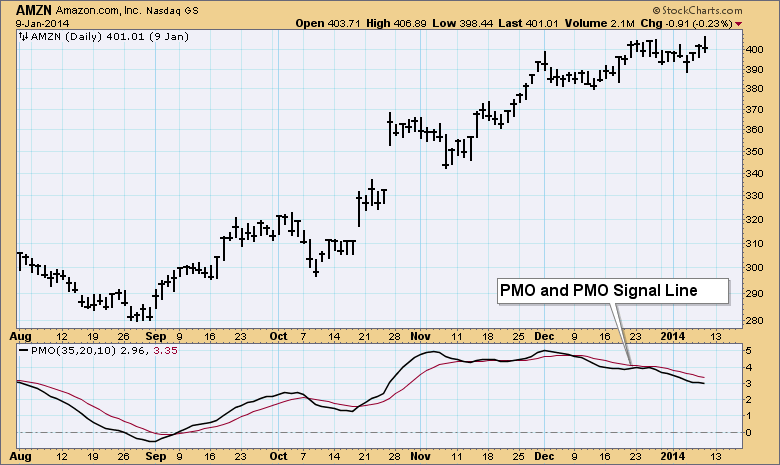 AMZN Amazon.com, Inc. Nasdaq GS © StockCharts.com
9-Jan-2014 Open 403.71 High 406.89 Low 398.44 Last 401.01 Volume 2.1M Chg -0.91 (-0.23%)
AMZN (Daily) 401.01 (9 Jan)
400
390
380
370
360
350
340
330
320
310
300
290
280
PMO and PMO Signal Line
Aug 12 19 26 Sep 9 16 23 Oct 7 14 21 28 Nov 11 18 25 Dec 9 16 23 2014 13
PMO(35,20,10) 2.96, 3.35
5
4
3
2
1
0
Aug 12 19 26 Sep 9 16 23 Oct 7 14 21 28 Nov 11 18 25 Dec 9 16 23 2014 13